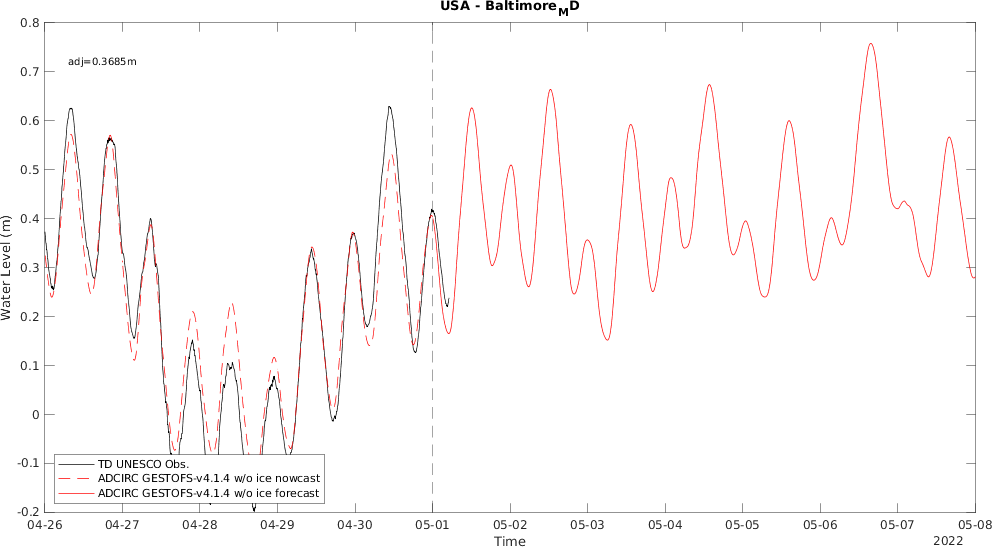 USA - Baltimore_MD
adj=0.3685m
Water Level (m)
0.8
0.7
0.6
0.5
0.4
0.3
0.2
0.1
0
-0.1
-0.2
TD UNESCO Obs.
ADCIRC GESTOFS-v4.1.4 w/o ice nowcast
ADCIRC GESTOFS-v4.1.4 w/o ice forecast
04-26 04-27 04-28 04-29 04-30 05-01 05-02 05-03 05-04 05-05 05-06 05-07 05-08
Time
2022